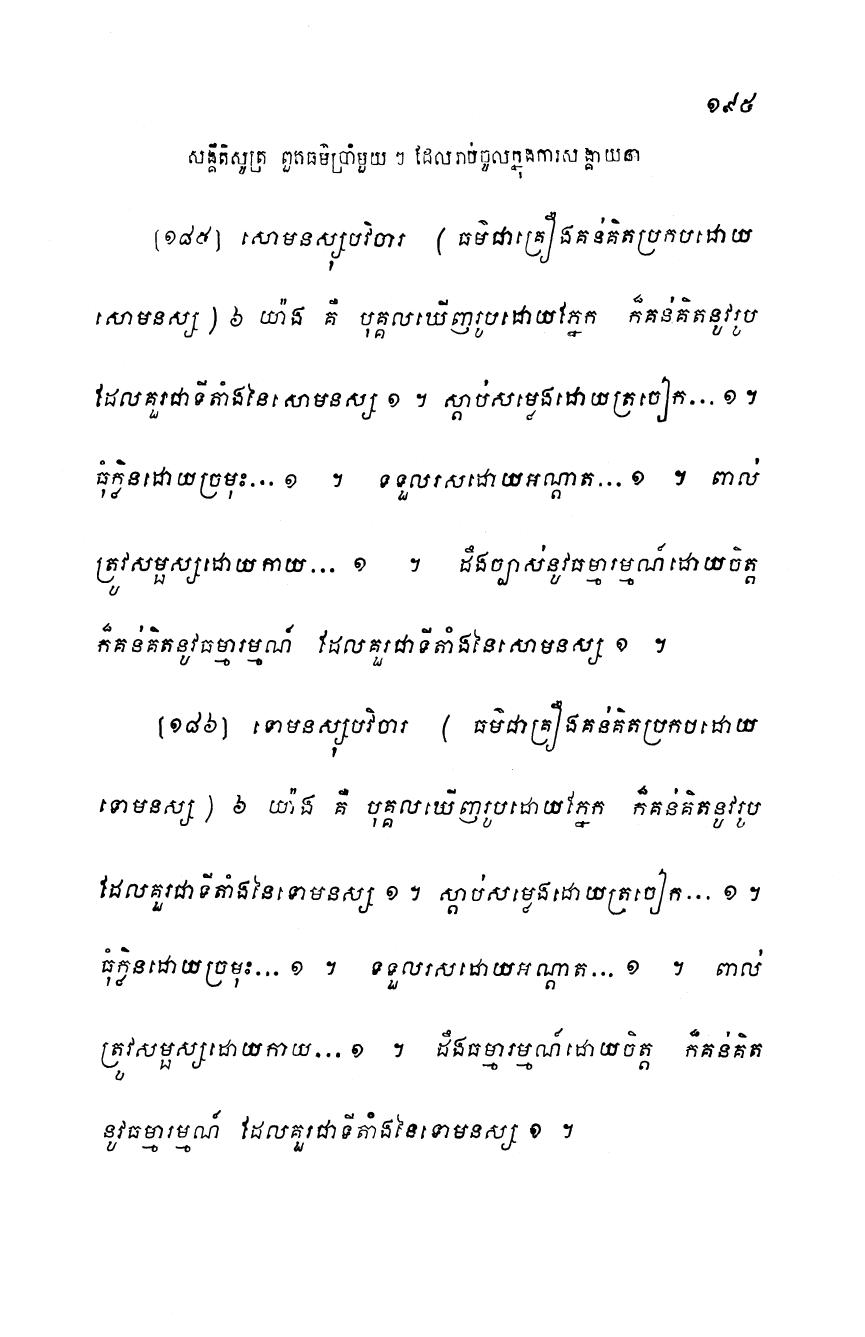 ១៩៥
សង្គីតិសូត្រ ពួកធម៌ប្រាំមួយ ៗ ដែលរាប់ចូលក្នុងការសង្គាយនា
[១៨៥] សោមនស្សុបវិចារ ( ធម៌ជាគ្រឿងគន់គិតប្រកបដោយ
សោមនស្ស ) ៦ យ៉ាង គឺ បុគ្គលឃើញរូបដោយភ្នែក ក៏គន់គិតនូវរូប
ដែលគួរជាទីតាំងនៃសោមនស្ស ១ ។ ស្តាប់សម្លេងដោយត្រចៀក... ១ ។
ធុំក្លិនដោយច្រមុះ... ១ ។ ទទួលរសដោយអណ្តាត... ១ ។ ពាល់
ត្រូវសម្ផស្សដោយកាយ... ១ ។ ដឹងច្បាស់នូវធម្មារម្មណ៍ដោយចិត្ត
ក៏គន់គិតនូវធម្មារម្មណ៍ ដែលគួរជាទីតាំងនៃសោមនស្ស ១ ។
[១៨៦] ទោមនស្សុបវិចារ ( ធម៌ជាគ្រឿងគន់គិតប្រកបដោយ
ទោមនស្ស ) ៦ យ៉ាង គឺ បុគ្គលឃើញរូបដោយភ្នែក ក៏គន់គិតនូវរូប
ដែលគួរជាទីតាំងនៃទោមនស្ស ១ ។ ស្តាប់សម្លេងដោយត្រចៀក... ១ ។
ធុំក្លិនដោយច្រមុះ... ១ ។ ទទួលរសដោយអណ្តាត... ១ ។ ពាល់
ត្រូវសម្ផស្សដោយកាយ... ១ ។ ដឹងធម្មារម្មណ៍ដោយចិត្ត ក៏គន់គិត
នូវធម្មារម្មណ៍ ដែលគួរជាទីតាំងនៃទោមនស្ស ១ ។